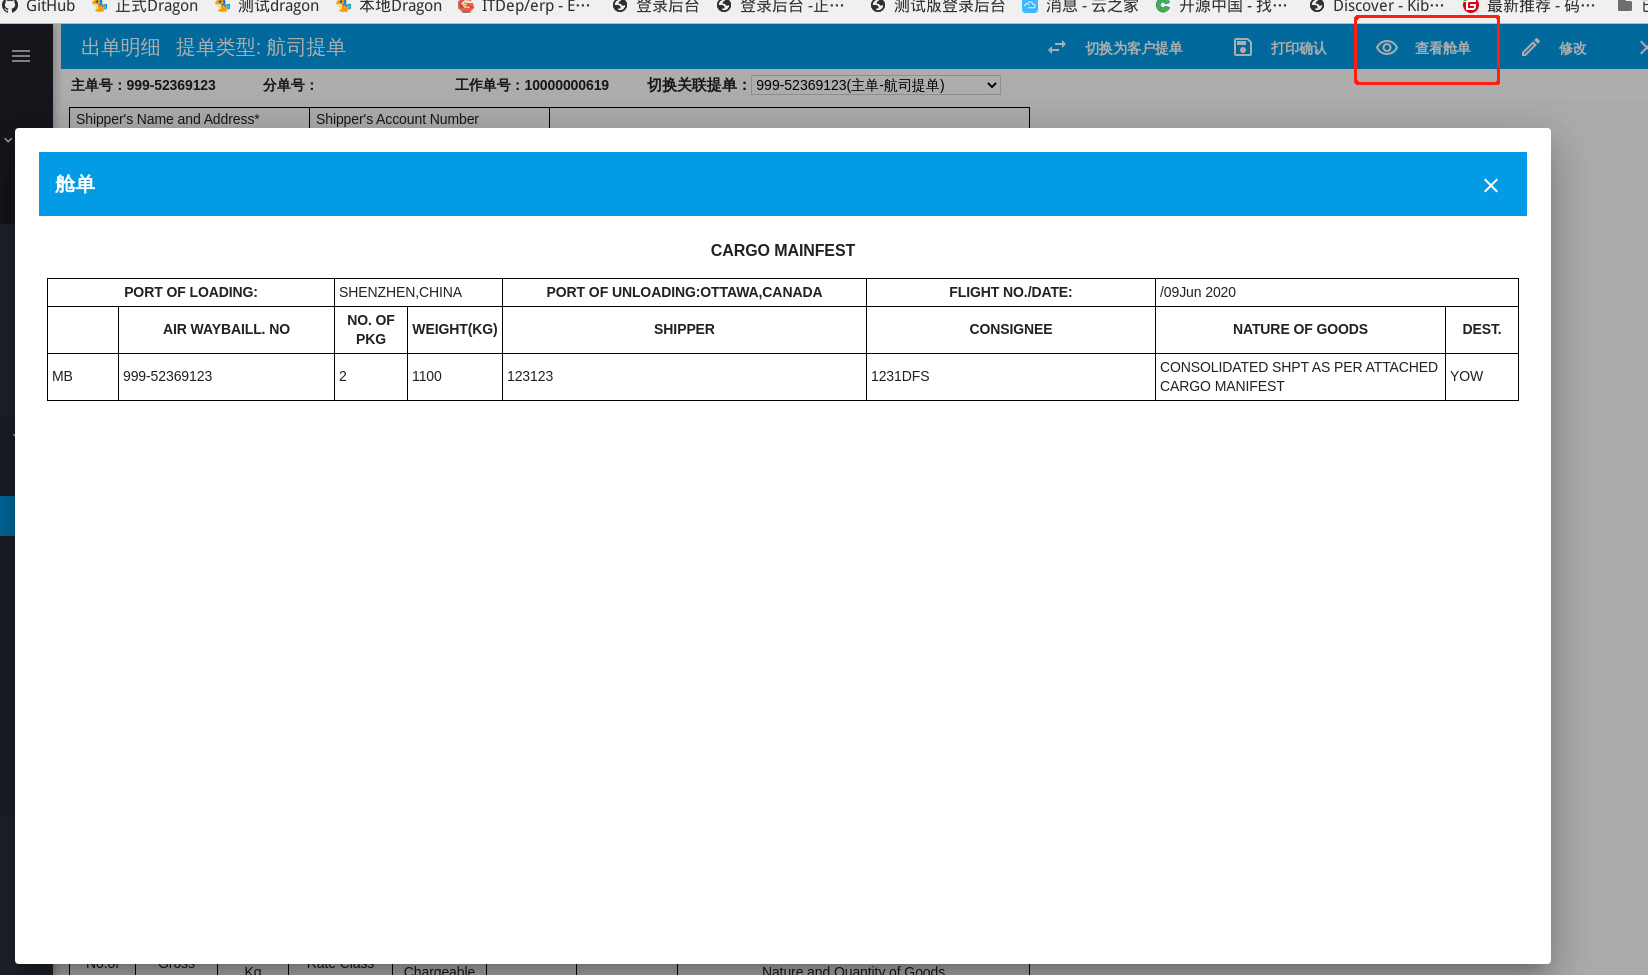 GitHub 正式Dragon 测试dragon 本地Dragon ITDep/erp - E··· 登录后台 登录后台 -正··· 测试版登录后台 消息 - 云之家 开源中国 - 找··· Discover - Kib··· 最新推荐 - 码···
出单明细 提单类型: 航司提单 切换为客户提单 打印确认 查看舱单 修改
主单号：999-52369123 分单号： 工作单号：10000000619 切换关联提单： 999-52369123(主单-航司提单)
Shipper's Name and Address* Shipper's Account Number
舱单
CARGO MAINFEST
PORT OF LOADING: SHENZHEN,CHINA PORT OF UNLOADING:OTTAWA,CANADA FLIGHT NO./DATE: /09Jun 2020
AIR WAYBAILL. NO NO. OF PKG WEIGHT(KG) SHIPPER CONSIGNEE NATURE OF GOODS DEST.
MB 999-52369123 2 1100 123123 1231DFS CONSOLIDATED SHPT AS PER ATTACHED CARGO MANIFEST YOW
No.of Gross Kg Rate Class Chargeable Nature and Quantity of Goods